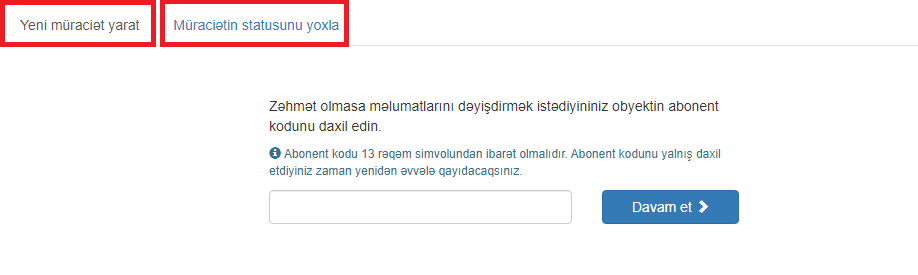 Yeni müraciət yarat
Müraciətin statusunu yoxla
Zəhmət olmasa məlumatlarını dəyişdirmək istədiyininiz obyektin abonent
kodunu daxil edin.
Abonent kodu 13 rəqəm simvolundan ibarət olmalıdır. Abonent kodunu yalnış daxil
etdiyiniz zaman yenidən əvvələ qayıdacaqsınız.
Davam et